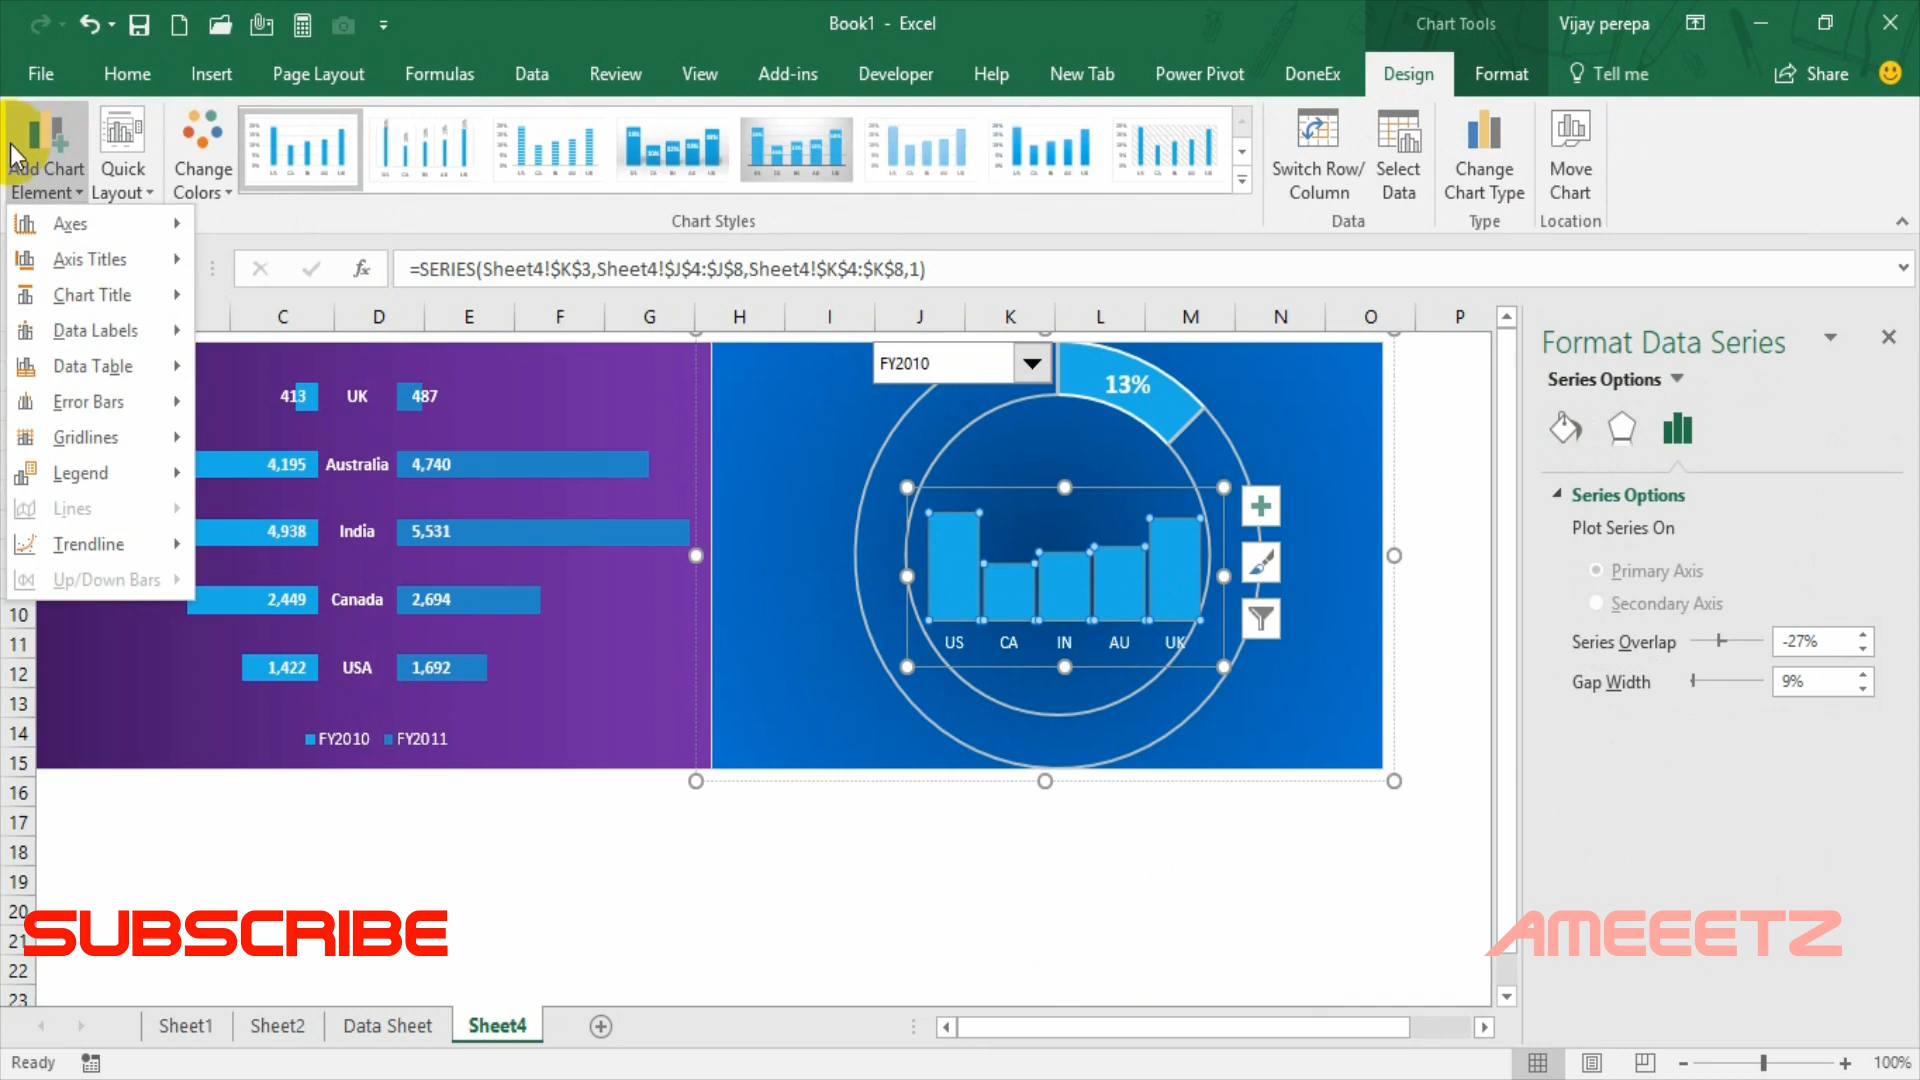 Book1 - Excel
Chart Tools
Vijay perepa
File Home Insert Page Layout Formulas Data Review View Add-ins Developer Help New Tab Power Pivot DoneEx Design Format Tell me Share
Add Chart Element
Quick Layout
Change Colors
Switch Row/ Column
Select Data
Change Chart Type
Move Chart
Chart Styles
Data
Type
Location
=SERIES(Sheet4!$K$3,Sheet4!$J$4:$J$8,Sheet4!$K$4:$K$8,1)
Axes
Axis Titles
Chart Title
Data Labels
Data Table
Error Bars
Gridlines
Legend
Lines
Trendline
Up/Down Bars
C D E F G H I J K L M N O P
10
11
12
13
14
15
16
17
18
19
20
21
22
23
413 UK 487
4,195 Australia 4,740
4,938 India 5,531
2,449 Canada 2,694
1,422 USA 1,692
FY2010 FY2011
FY2010
13%
US CA IN AU UK
Format Data Series
Series Options
Series Options
Plot Series On
Primary Axis
Secondary Axis
Series Overlap -27%
Gap Width 9%
SUBSCRIBE
AMEEETZ
Sheet1 Sheet2 Data Sheet Sheet4
Ready
100%